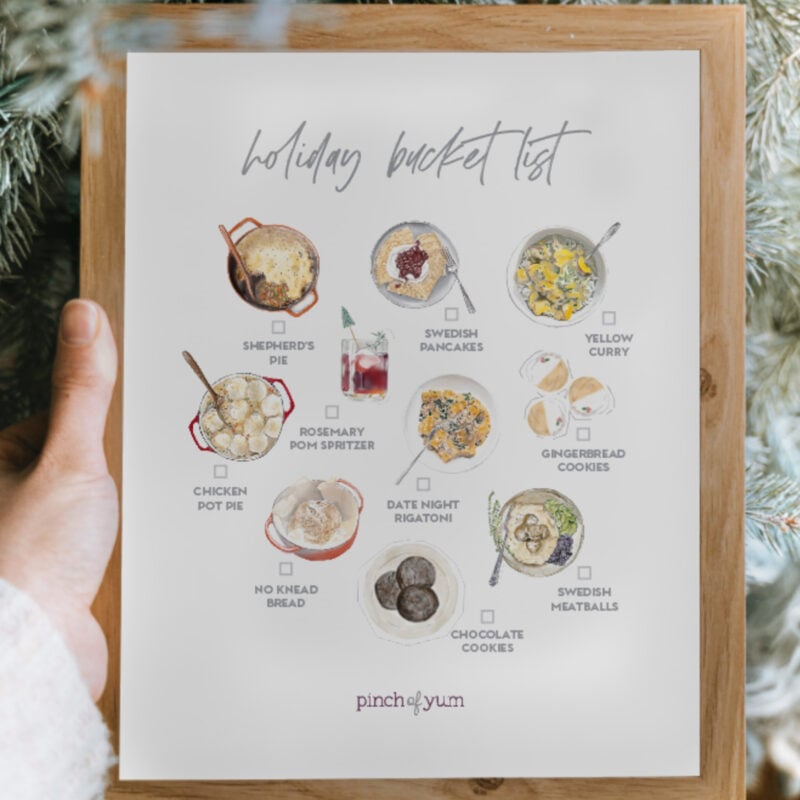 holiday bucket list
SHEPHERD'S
PIE
SWEDISH
PANCAKES
YELLOW
CURRY
ROSEMARY
POM SPRITZER
GINGERBREAD
COOKIES
CHICKEN
POT PIE
DATE NIGHT
RIGATONI
NO KNEAD
BREAD
SWEDISH
MEATBALLS
CHOCOLATE
COOKIES
pinch of yum